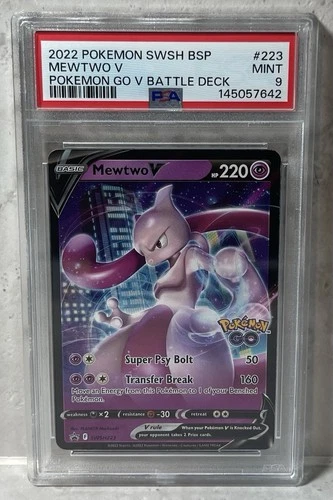 2022 POKEMON SWSH BSP #223
MEWTWO V MINT
POKEMON GO V BATTLE DECK 9
PSA 145057642
BASIC Mewtwo V HP 220
Pokémon
GO
Super Psy Bolt 50
Transfer Break 160
Move an Energy from this Pokémon to 1 of your Benched
Pokémon.
weakness ×2 resistance -30 retreat
V rule When your Pokémon V is Knocked Out,
your opponent takes 2 Prize cards.